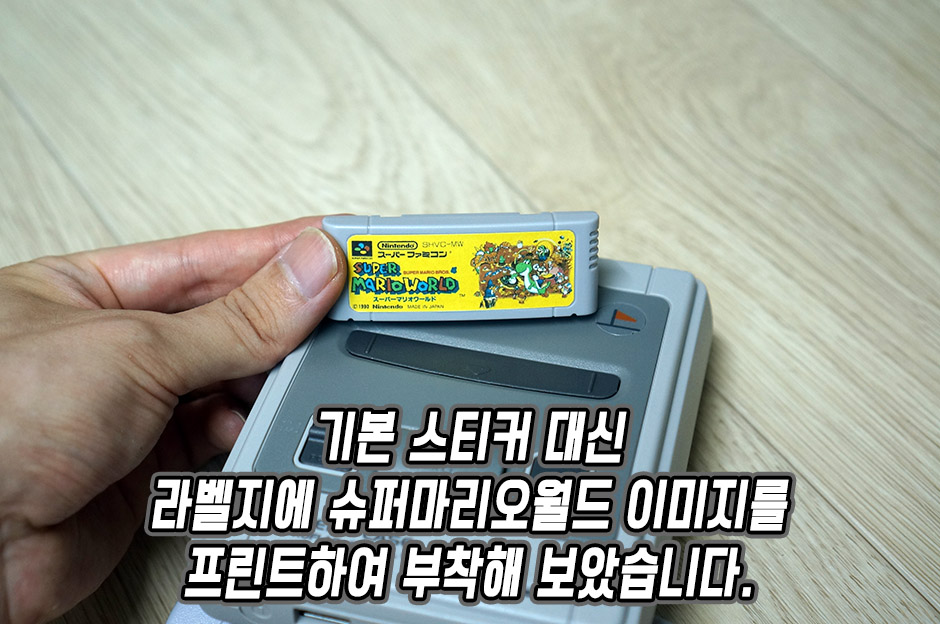 Nintendo SHVC-MW
スーパーファミコン
SUPER MARIO BROS. 4
SUPER
MARIO WORLD
スーパーマリオワールド
TM
©1990 Nintendo MADE IN JAPAN
기본 스티커 대신
라벨지에 슈퍼마리오월드 이미지를
프린트하여 부착해 보았습니다.